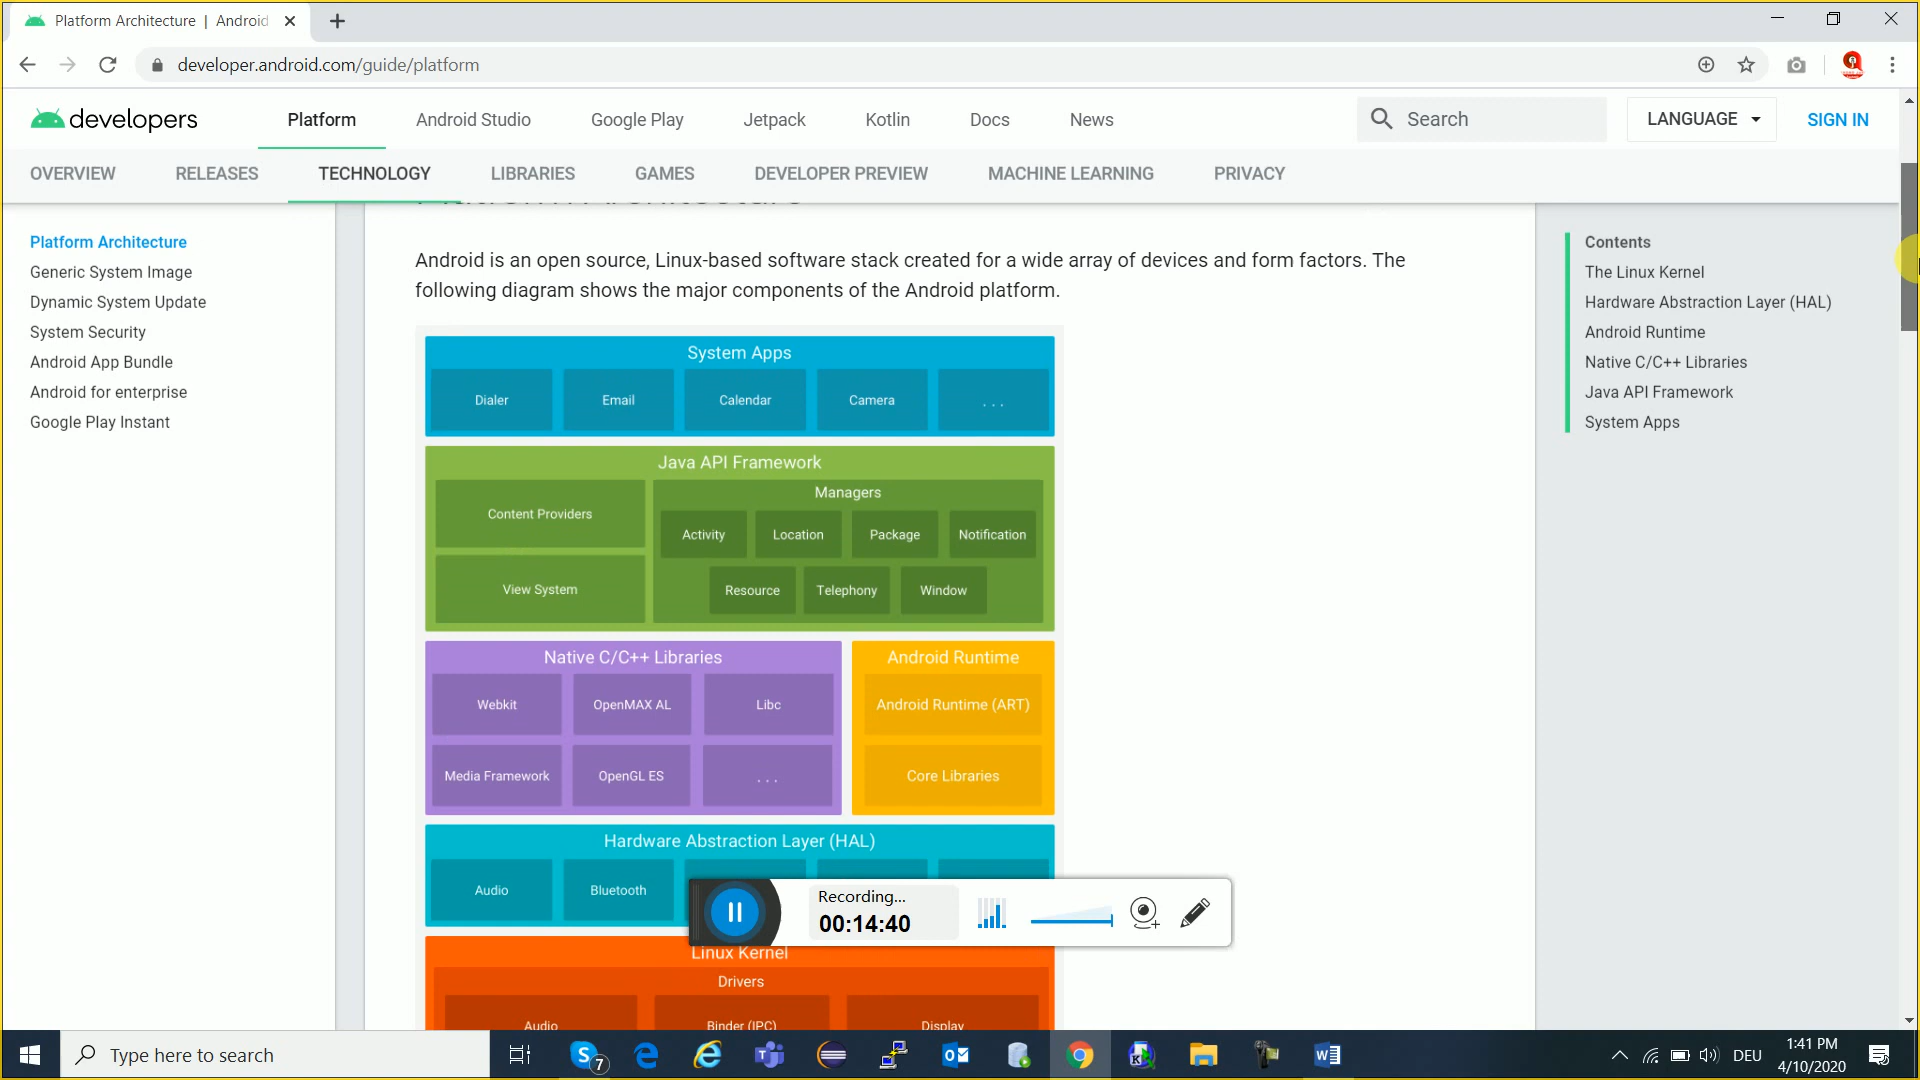 Platform Architecture | Android
developer.android.com/guide/platform
developers
Platform
Android Studio
Google Play
Jetpack
Kotlin
Docs
News
Search
LANGUAGE
SIGN IN
OVERVIEW
RELEASES
TECHNOLOGY
LIBRARIES
GAMES
DEVELOPER PREVIEW
MACHINE LEARNING
PRIVACY
Platform Architecture
Generic System Image
Dynamic System Update
System Security
Android App Bundle
Android for enterprise
Google Play Instant
Android is an open source, Linux-based software stack created for a wide array of devices and form factors. The
following diagram shows the major components of the Android platform.
System Apps
Dialer
Email
Calendar
Camera
. . .
Java API Framework
Content Providers
View System
Managers
Activity
Location
Package
Notification
Resource
Telephony
Window
Native C/C++ Libraries
Webkit
OpenMAX AL
Libc
Media Framework
OpenGL ES
. . .
Android Runtime
Android Runtime (ART)
Core Libraries
Hardware Abstraction Layer (HAL)
Audio
Bluetooth
Linux Kernel
Drivers
Audio
Binder (IPC)
Display
Contents
The Linux Kernel
Hardware Abstraction Layer (HAL)
Android Runtime
Native C/C++ Libraries
Java API Framework
System Apps
Recording...
00:14:40
Type here to search
7
DEU
1:41 PM
4/10/2020